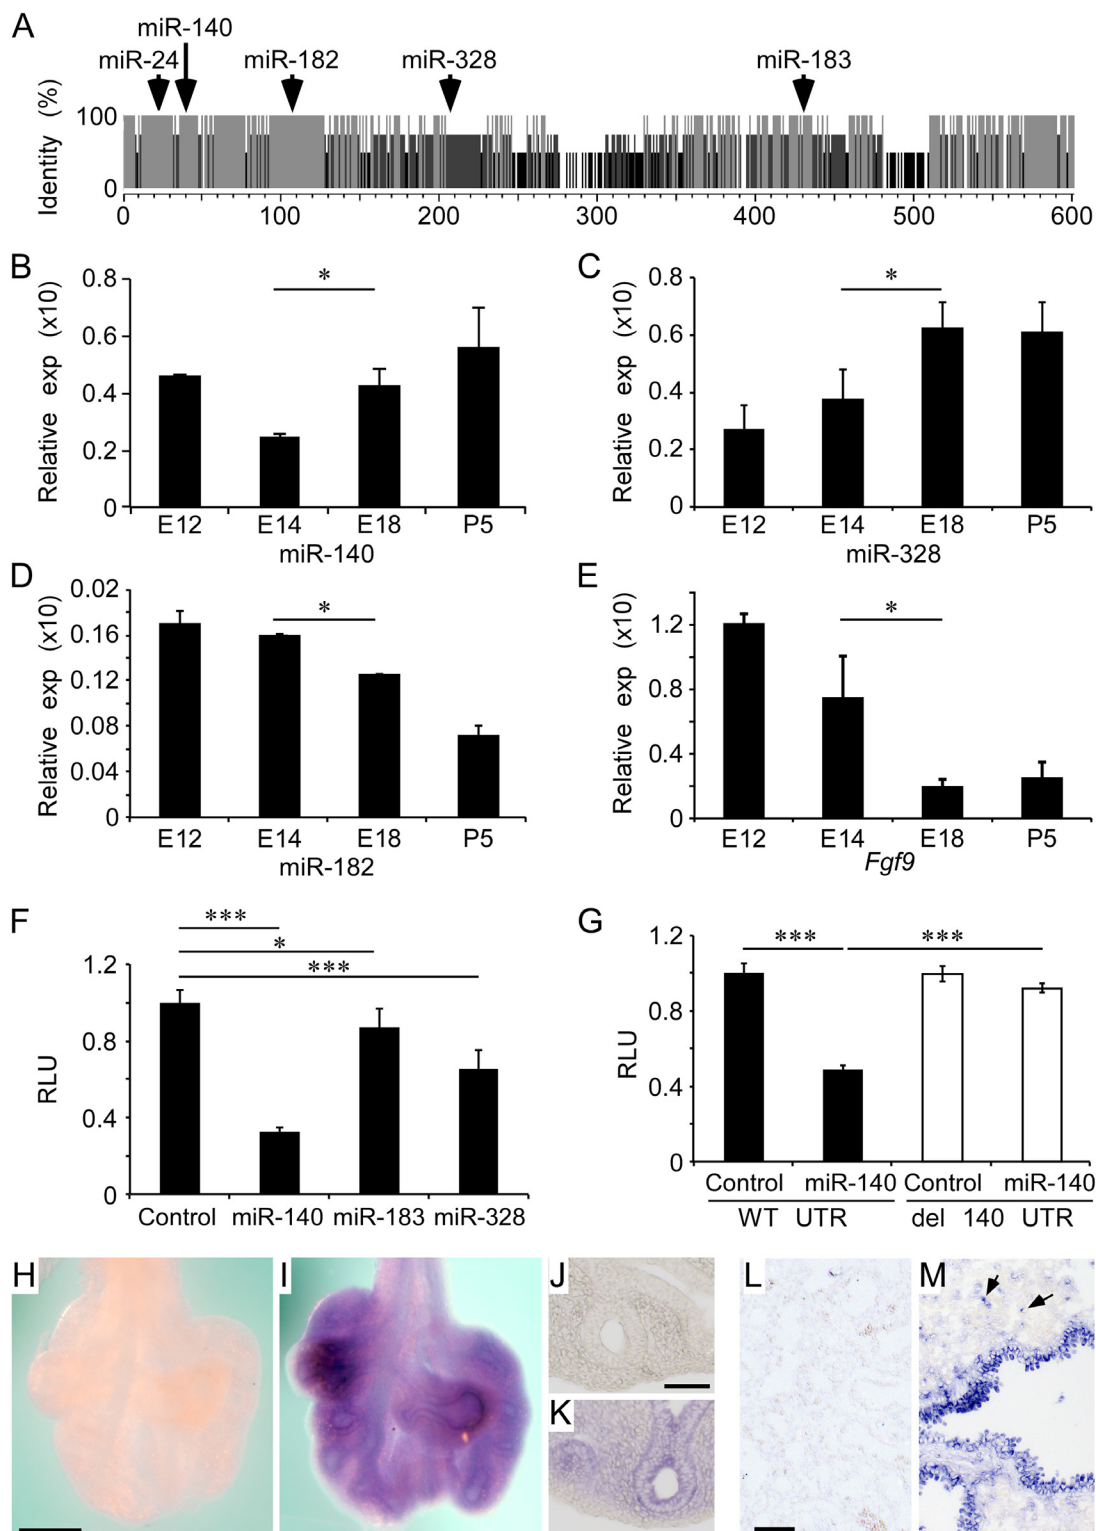 A
miR-140
miR-24
miR-182
miR-328
miR-183
Identity (%)
100
0
0
100
200
300
400
500
600
B
Relative exp (x10)
0.8
0.6
0.4
0.2
0
*
E12
E14
E18
P5
miR-140
C
Relative exp (x10)
0.8
0.6
0.4
0.2
0
*
E12
E14
E18
P5
miR-328
D
Relative exp (x10)
0.02
0.16
0.12
0.08
0.04
0
*
E12
E14
E18
P5
miR-182
E
Relative exp (x10)
1.2
0.8
0.4
0
*
E12
E14
E18
P5
Fgf9
F
RLU
1.2
0.8
0.4
0
***
*
***
Control
miR-140
miR-183
miR-328
G
RLU
1.2
0.8
0.4
0
***
***
Control
miR-140
Control
miR-140
WT UTR
del 140 UTR
H
I
J
K
L
M